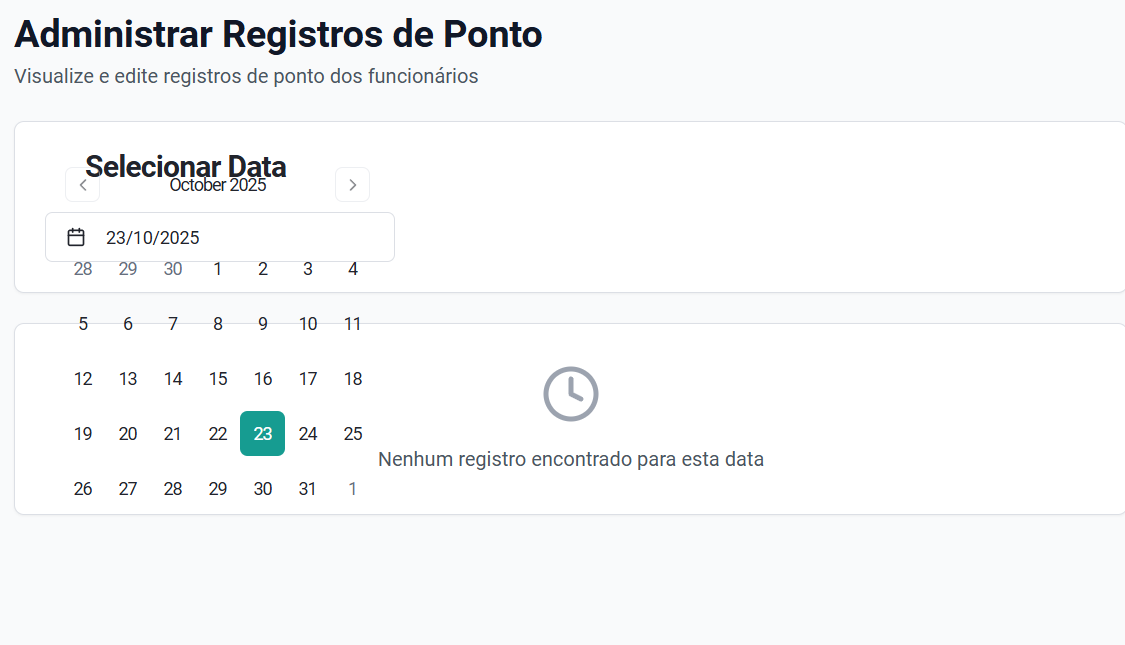 Administrar Registros de Ponto
Visualize e edite registros de ponto dos funcionários
Selecionar Data
October 2025
23/10/2025
28 29 30 1 2 3 4
5 6 7 8 9 10 11
12 13 14 15 16 17 18
19 20 21 22 23 24 25
Nenhum registro encontrado para esta data
26 27 28 29 30 31 1